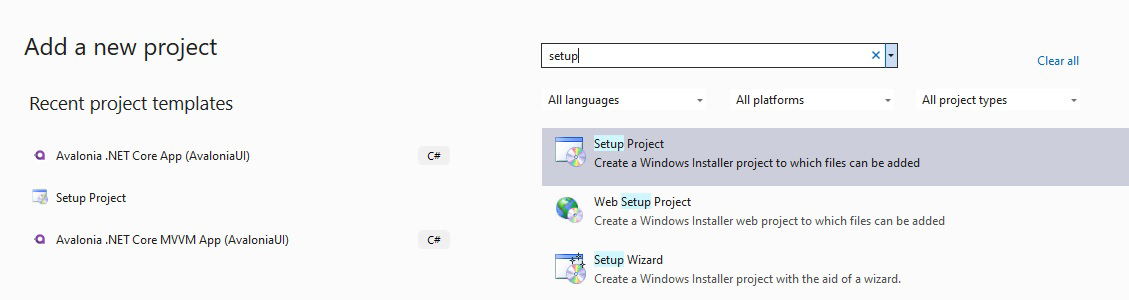 Add a new project
Recent project templates
Avalonia .NET Core App (AvaloniaUI)
C#
Setup Project
Avalonia .NET Core MVVM App (AvaloniaUI)
C#
setup
Clear all
All languages
All platforms
All project types
Setup Project
Create a Windows Installer project to which files can be added
Web Setup Project
Create a Windows Installer web project to which files can be added
Setup Wizard
Create a Windows Installer project with the aid of a wizard.